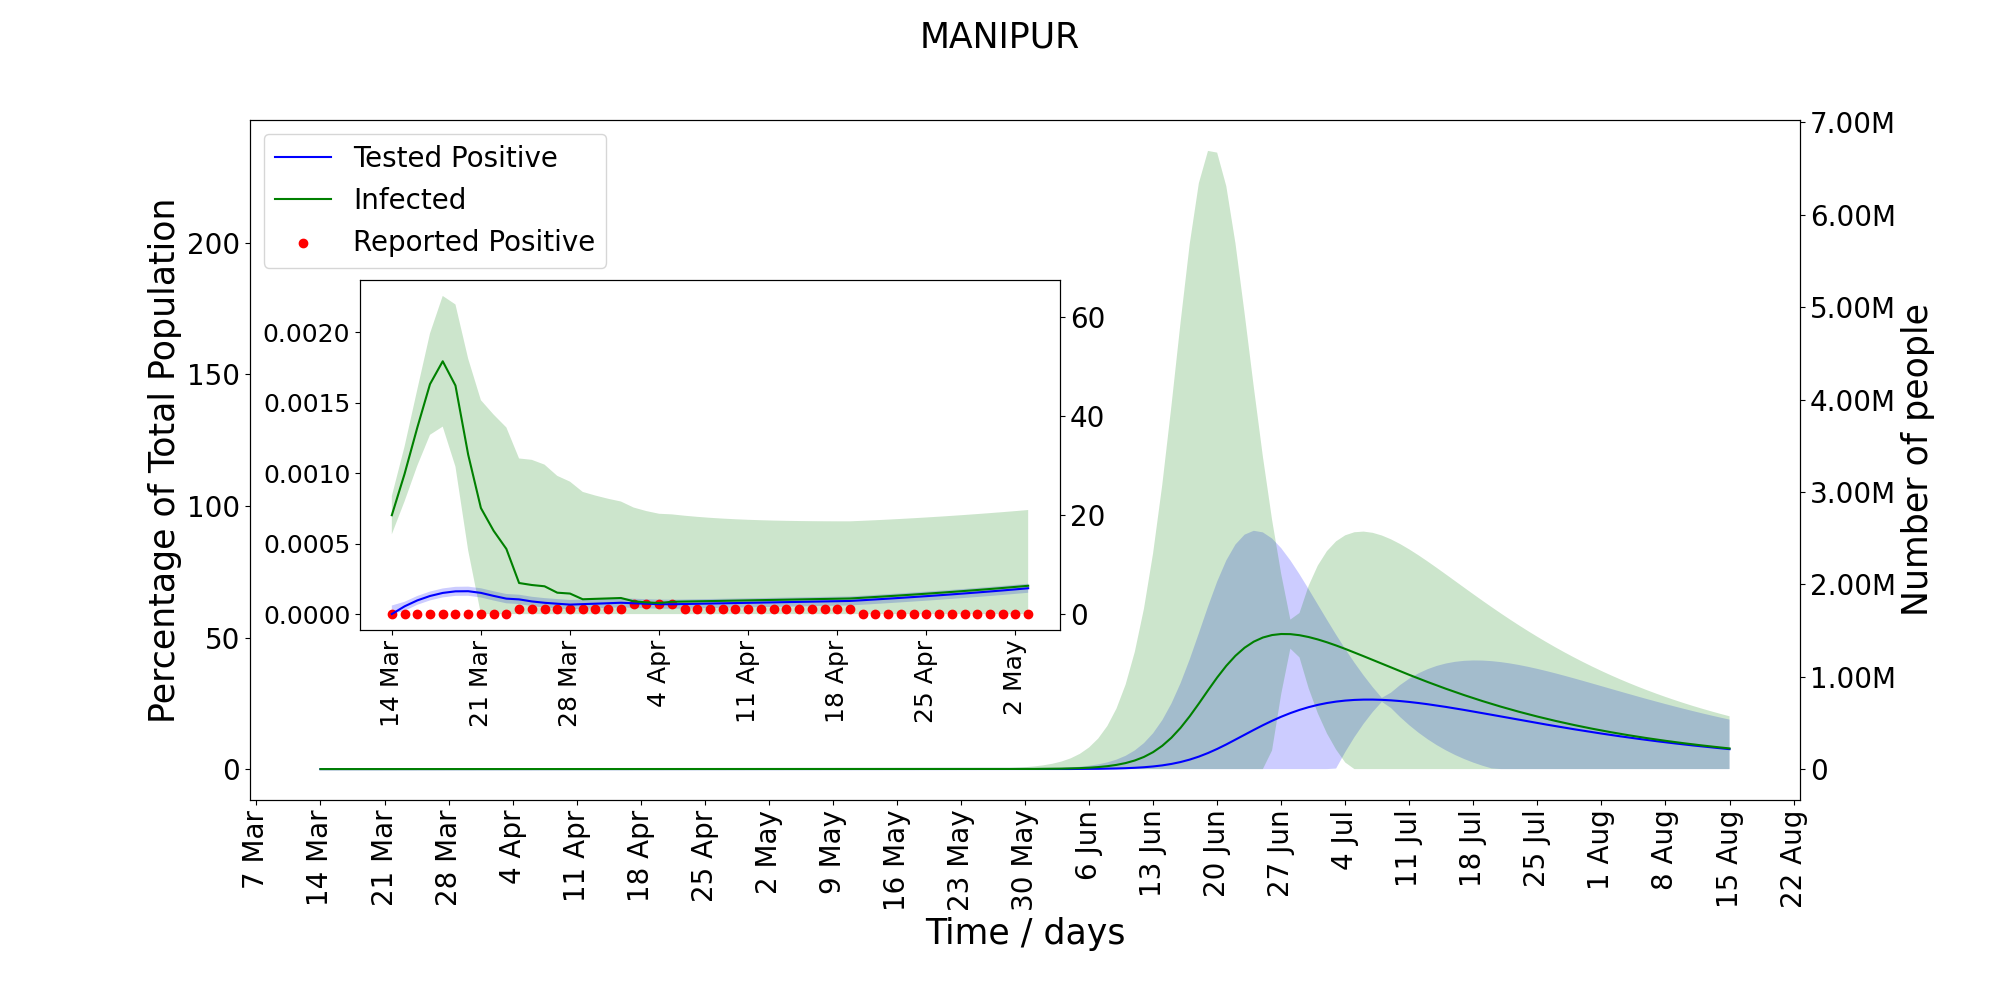 MANIPUR
Tested Positive
Infected
Reported Positive
Percentage of Total Population
200
150
100
50
0
7.00M
6.00M
5.00M
4.00M
3.00M
2.00M
1.00M
0
Number of people
0.0020
0.0015
0.0010
0.0005
0.0000
60
40
20
0
14 Mar
21 Mar
28 Mar
4 Apr
11 Apr
18 Apr
25 Apr
2 May
7 Mar
14 Mar
21 Mar
28 Mar
4 Apr
11 Apr
18 Apr
25 Apr
2 May
9 May
16 May
23 May
30 May
6 Jun
13 Jun
20 Jun
27 Jun
4 Jul
11 Jul
18 Jul
25 Jul
1 Aug
8 Aug
15 Aug
22 Aug
Time / days